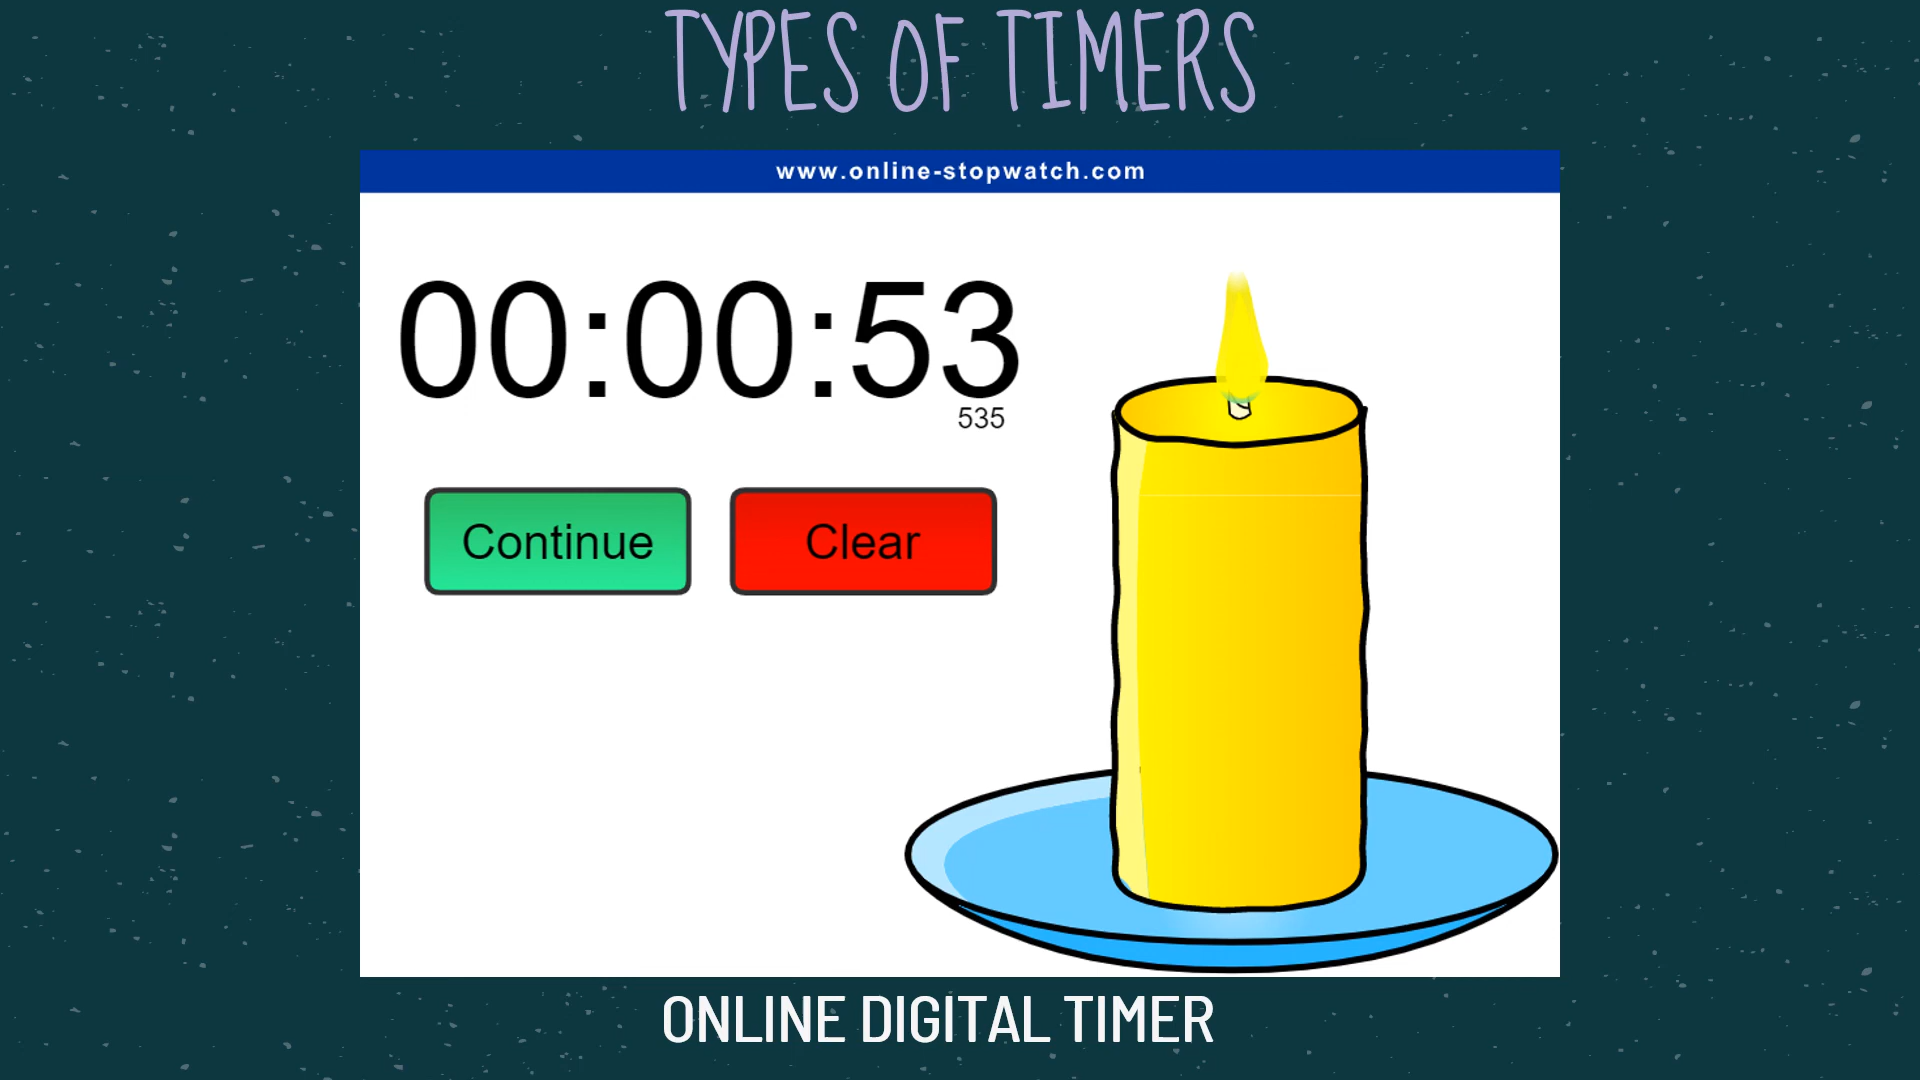 TYPES OF TIMERS
www.online-stopwatch.com
00:00:53
535
Continue
Clear
ONLINE DIGITAL TIMER